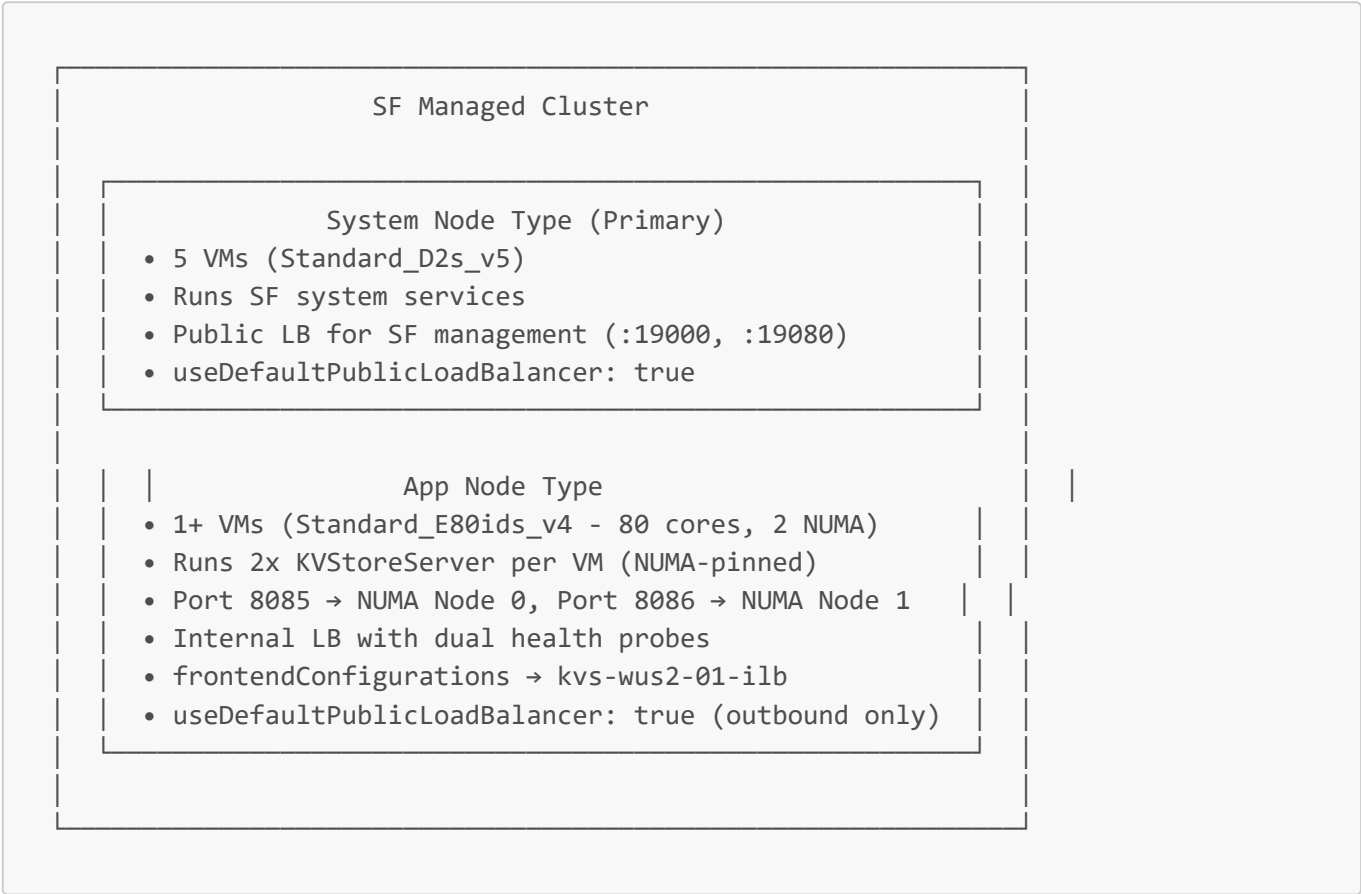 SF Managed Cluster
System Node Type (Primary)
• 5 VMs (Standard_D2s_v5)
• Runs SF system services
• Public LB for SF management (:19000, :19080)
• useDefaultPublicLoadBalancer: true
App Node Type
• 1+ VMs (Standard_E80ids_v4 - 80 cores, 2 NUMA)
• Runs 2x KVStoreServer per VM (NUMA-pinned)
• Port 8085 → NUMA Node 0, Port 8086 → NUMA Node 1
• Internal LB with dual health probes
• frontendConfigurations → kvs-wus2-01-ilb
• useDefaultPublicLoadBalancer: true (outbound only)